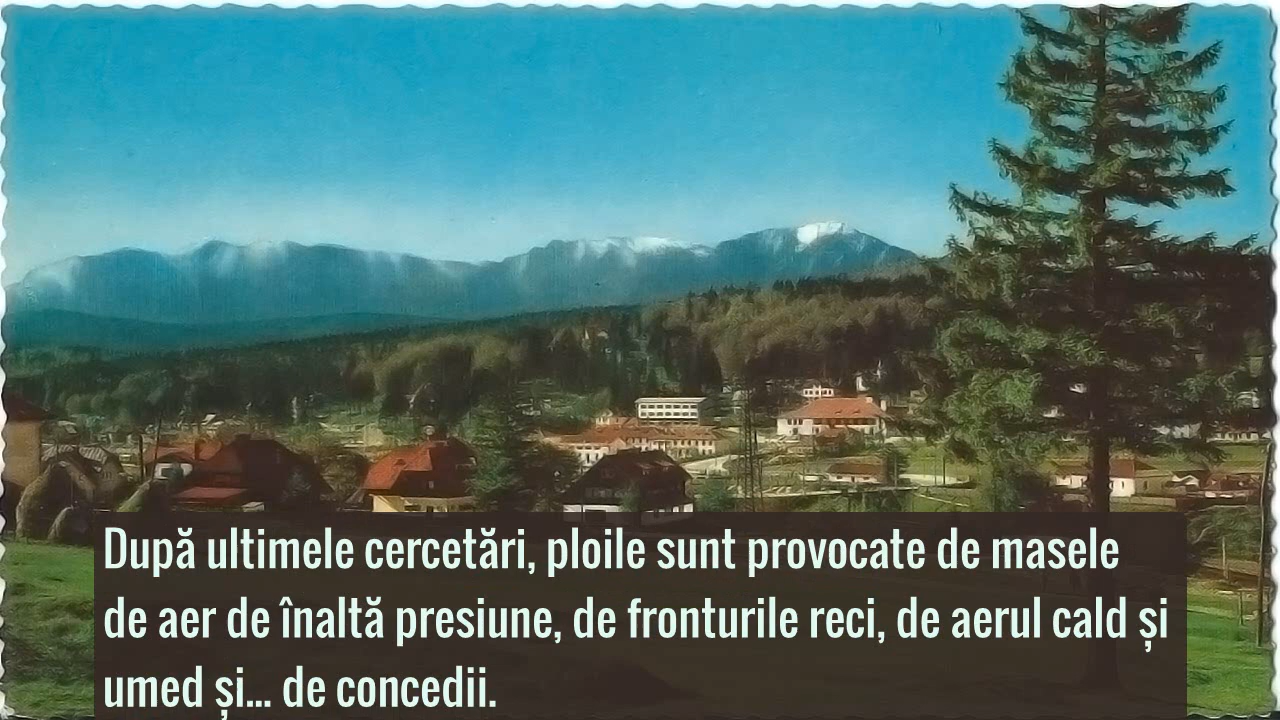 După ultimele cercetări, ploile sunt provocate de masele
de aer de înaltă presiune, de fronturile reci, de aerul cald și
umed și... de concedii.